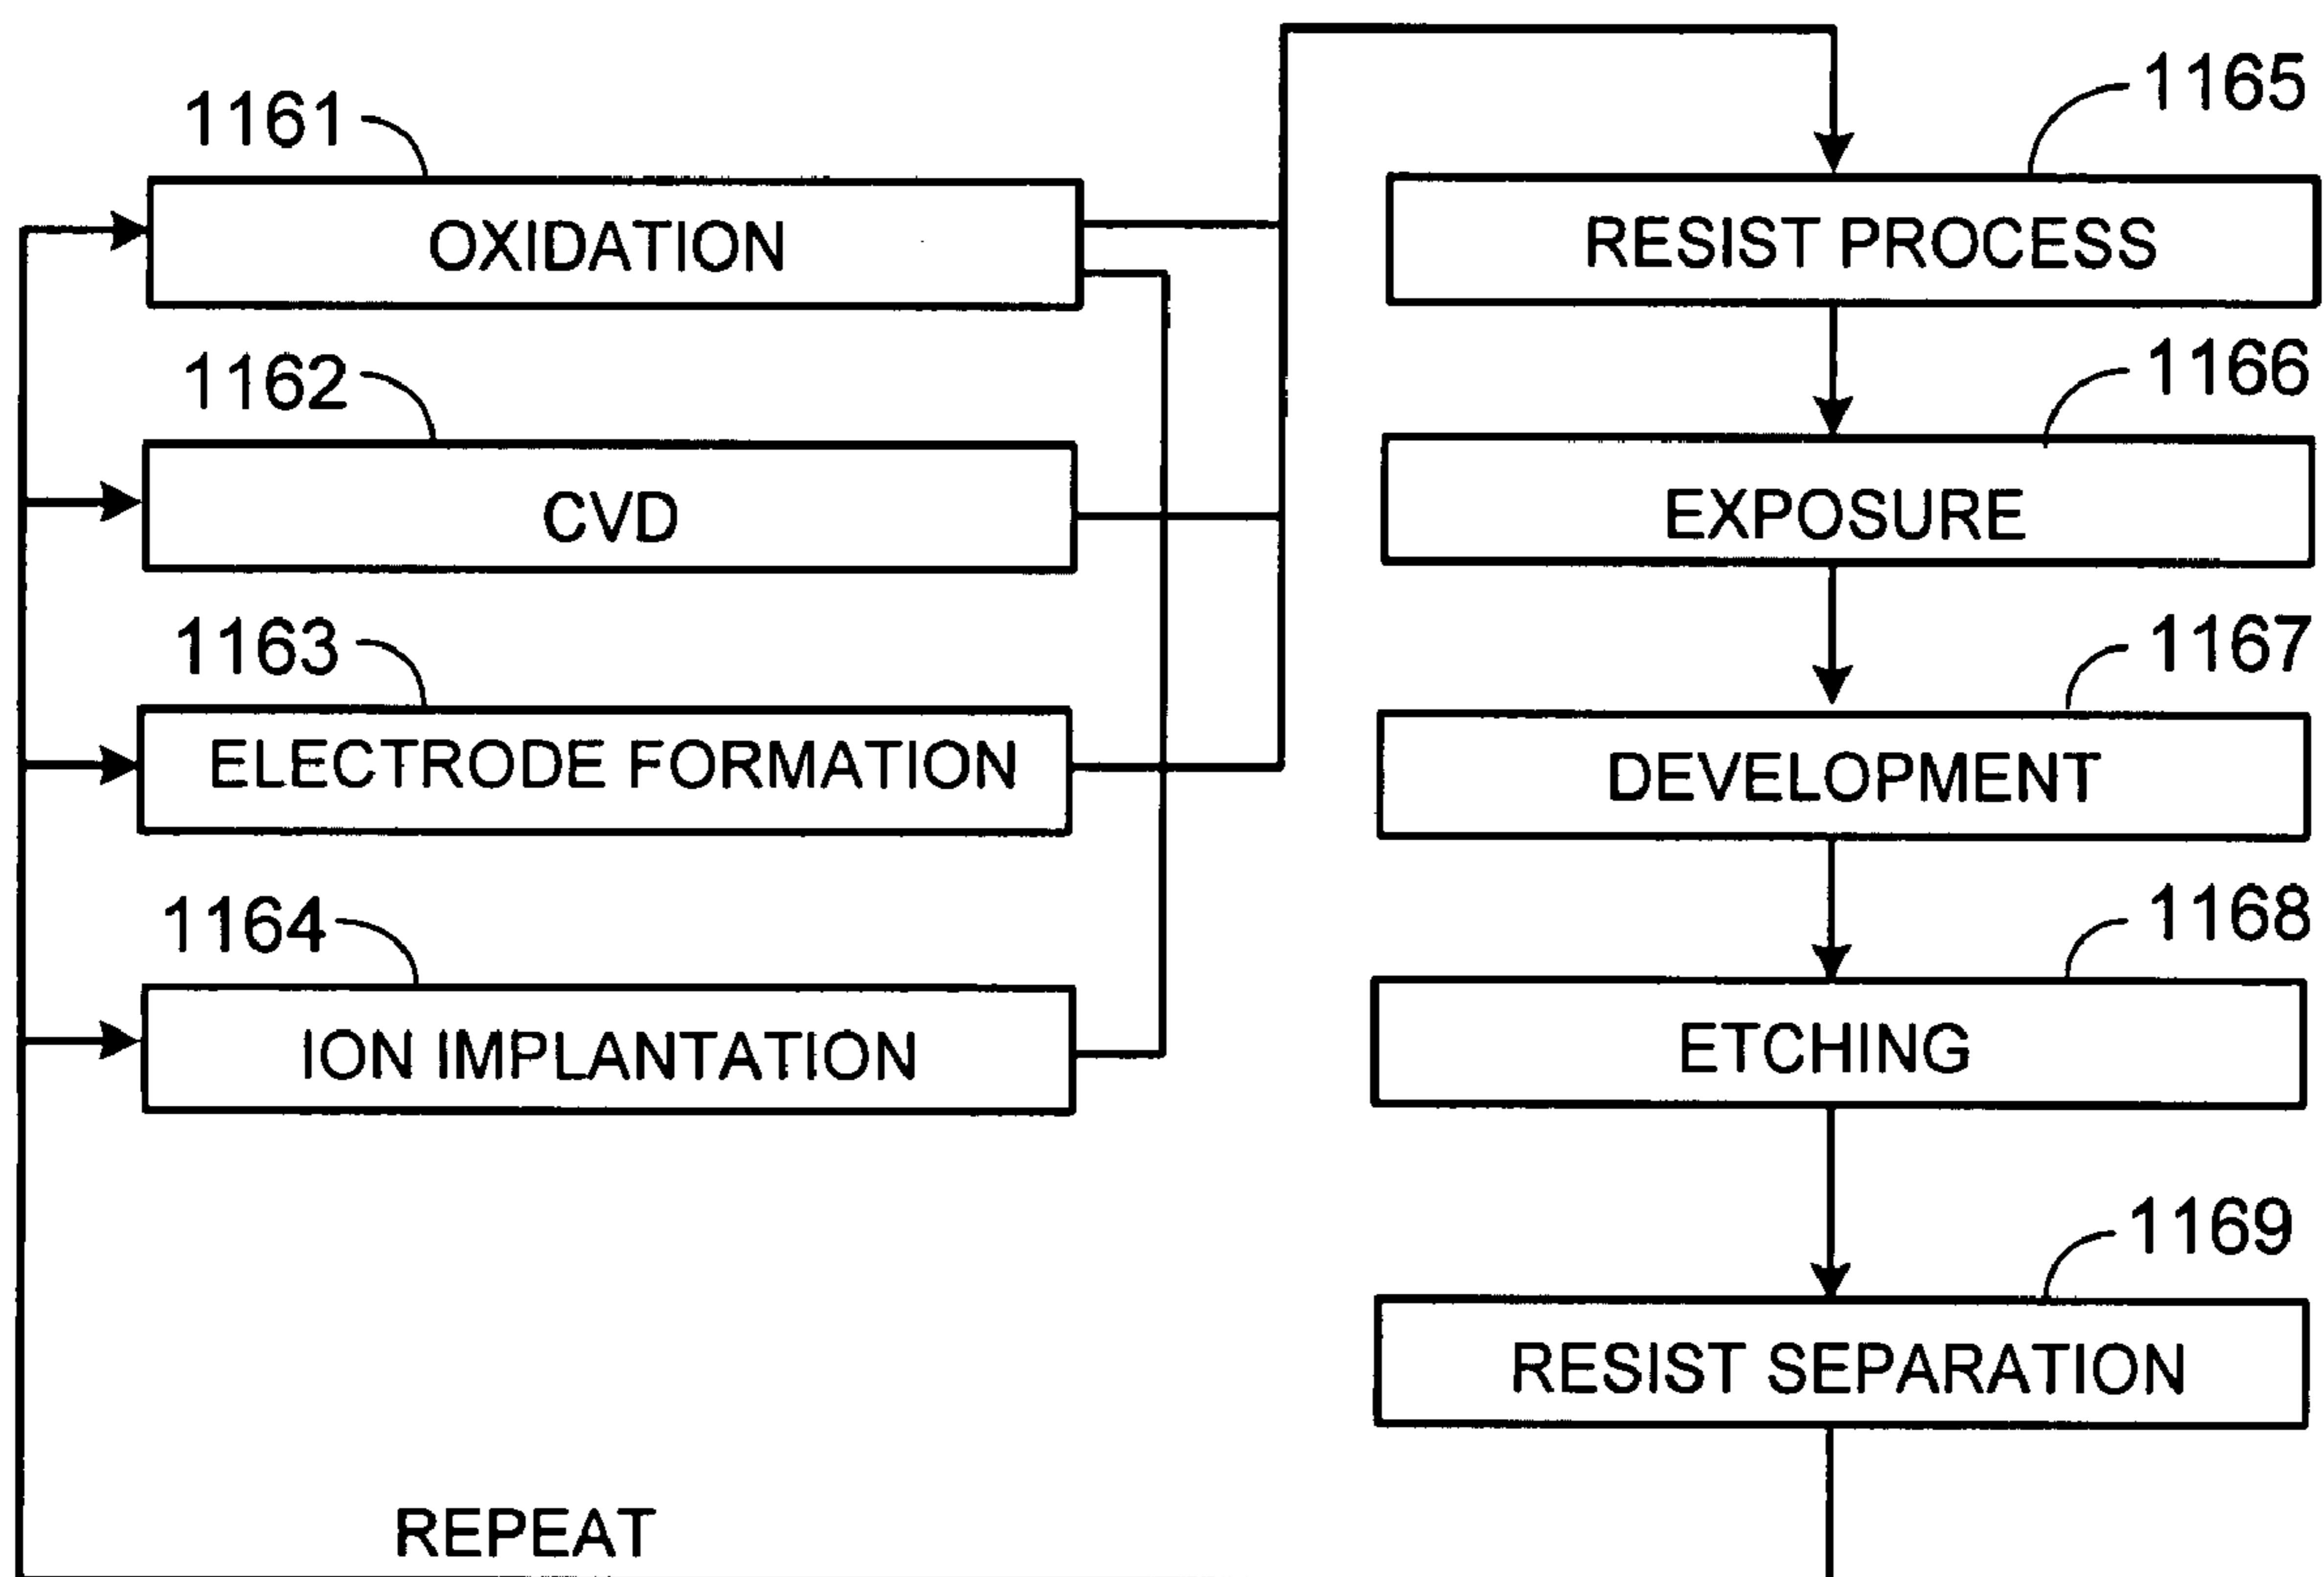 1161
OXIDATION
1162
CVD
1163
ELECTRODE FORMATION
1164
ION IMPLANTATION
REPEAT
1165
RESIST PROCESS
1166
EXPOSURE
1167
DEVELOPMENT
1168
ETCHING
1169
RESIST SEPARATION